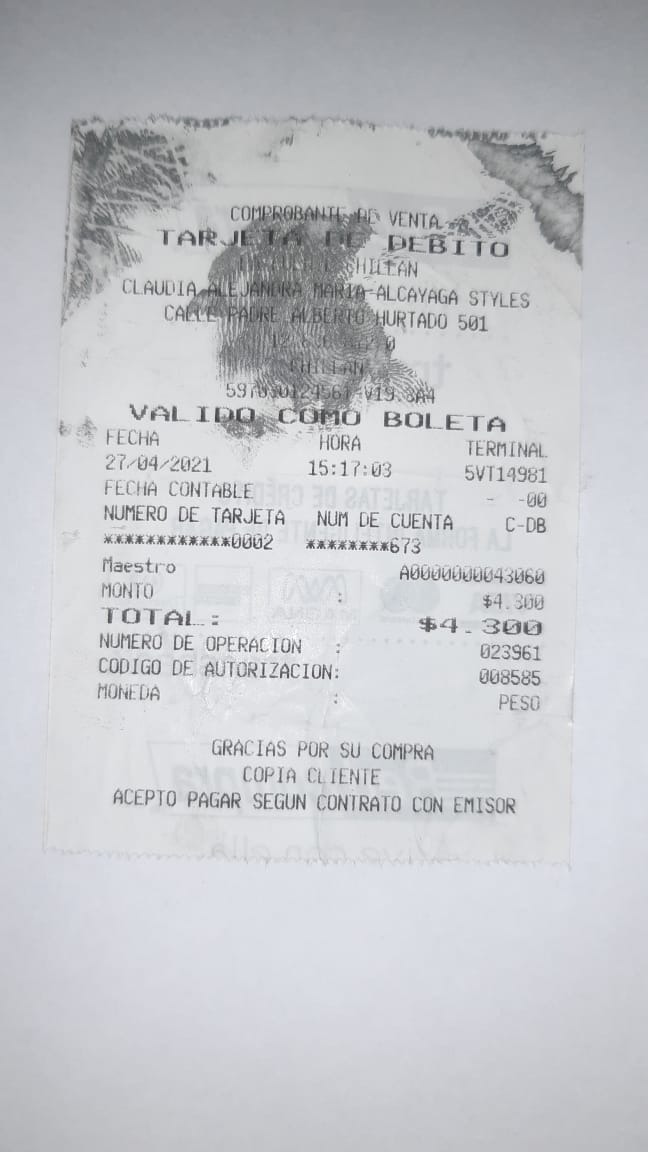 COMPROBANTE DE VENTA
TARJETA DE DEBITO
CHILLAN
CLAUDIA ALEJANDRA MARIA ALCAYAGA STYLES
CALLE PADRE ALBERTO HURTADO 501
CHILLAN
VALIDO COMO BOLETA
FECHA HORA TERMINAL
27/04/2021 15:17:03 5VT14981
FECHA CONTABLE - -00
NUMERO DE TARJETA NUM DE CUENTA C-DB
************0002 ********673
Maestro A0000000043060
MONTO : $4.300
TOTAL: $4.300
NUMERO DE OPERACION : 023961
CODIGO DE AUTORIZACION: 008585
MONEDA : PESO
GRACIAS POR SU COMPRA
COPIA CLIENTE
ACEPTO PAGAR SEGUN CONTRATO CON EMISOR